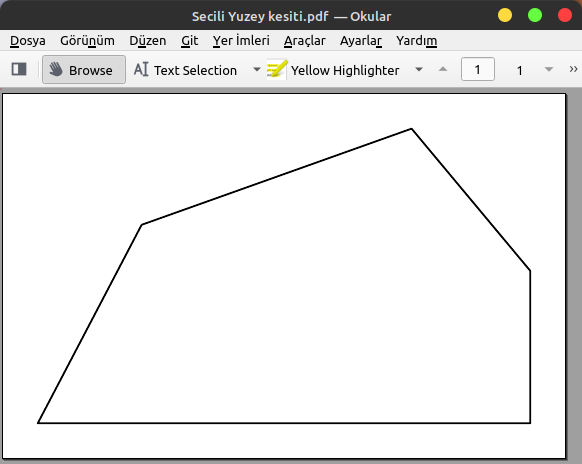 Secili Yuzey kesiti.pdf — Okular
Dosya Görünüm Düzen Git Yer İmleri Araçlar Ayarlar Yardım
Browse Text Selection Yellow Highlighter 1 1 »